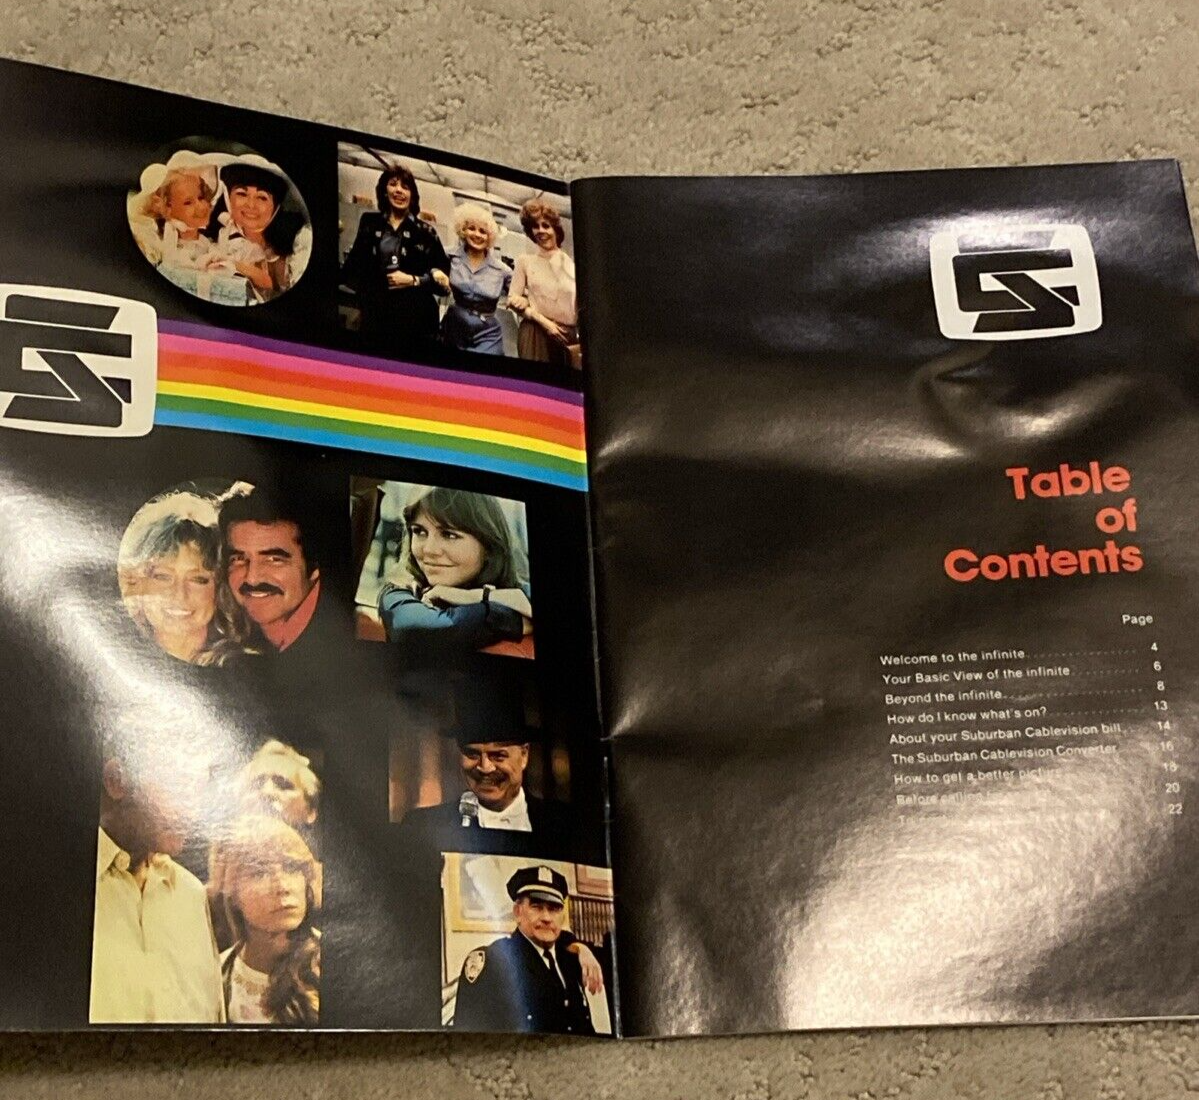 Table
of
Contents
Page
Welcome to the infinite 4
Your Basic View of the infinite 6
Beyond the infinite 8
How do I know what's on? 13
About your Suburban Cablevision bill 14
The Suburban Cablevision Converter 16
How to get a better picture 18
Before 20
22